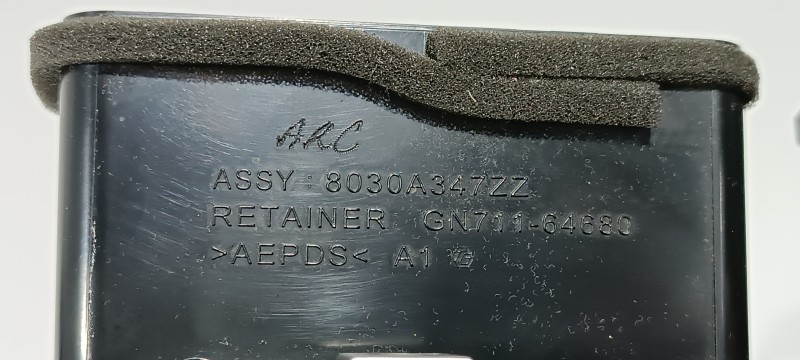 ARC
ASSY : 8030A347ZZ
RETAINER GN711-64680
>AEPDS< A1